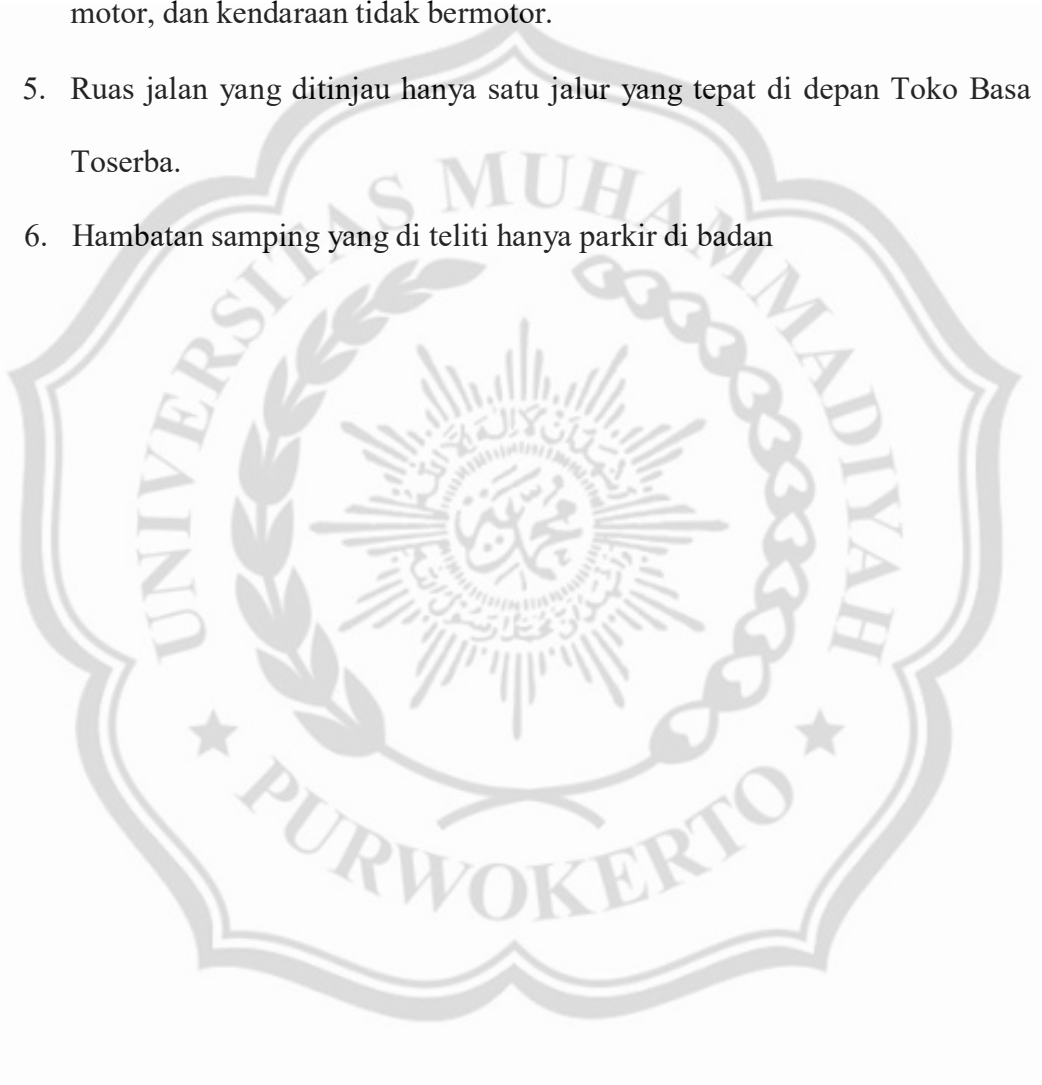 motor, dan kendaraan tidak bermotor.
5. Ruas jalan yang ditinjau hanya satu jalur yang tepat di depan Toko Basa
Toserba.
6. Hambatan samping yang di teliti hanya parkir di badan
UNIVERSITAS MUHAMMADIYAH
PURWOKERTO